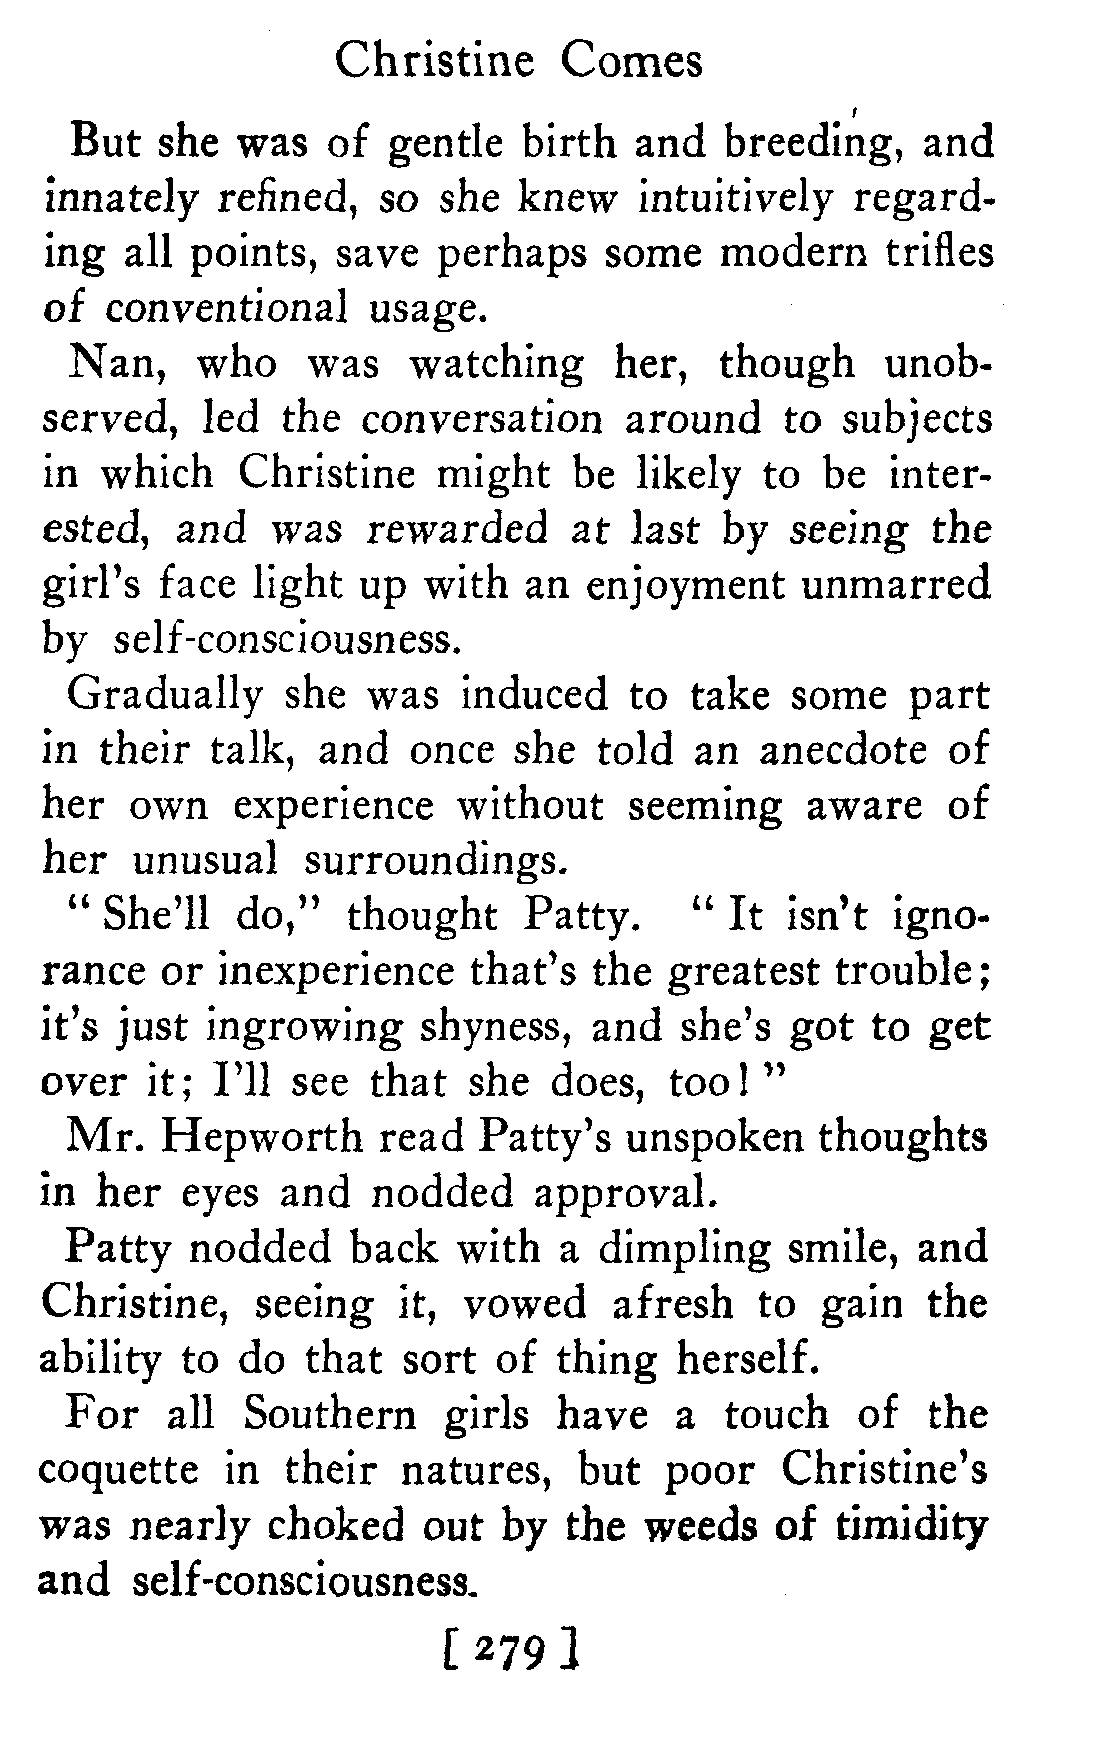 Christine Comes
But she was of gentle birth and breeding, and
innately refined, so she knew intuitively regard-
ing all points, save perhaps some modern trifles
of conventional usage.
Nan, who was watching her, though unob-
served, led the conversation around to subjects
in which Christine might be likely to be inter-
ested, and was rewarded at last by seeing the
girl's face light up with an enjoyment unmarred
by self-consciousness.
Gradually she was induced to take some part
in their talk, and once she told an anecdote of
her own experience without seeming aware of
her unusual surroundings.
“ She'll do,” thought Patty. “ It isn't igno-
rance or inexperience that's the greatest trouble;
it's just ingrowing shyness, and she's got to get
over it; I'll see that she does, too! ”
Mr. Hepworth read Patty's unspoken thoughts
in her eyes and nodded approval.
Patty nodded back with a dimpling smile, and
Christine, seeing it, vowed afresh to gain the
ability to do that sort of thing herself.
For all Southern girls have a touch of the
coquette in their natures, but poor Christine's
was nearly choked out by the weeds of timidity
and self-consciousness.
[ 279 ]